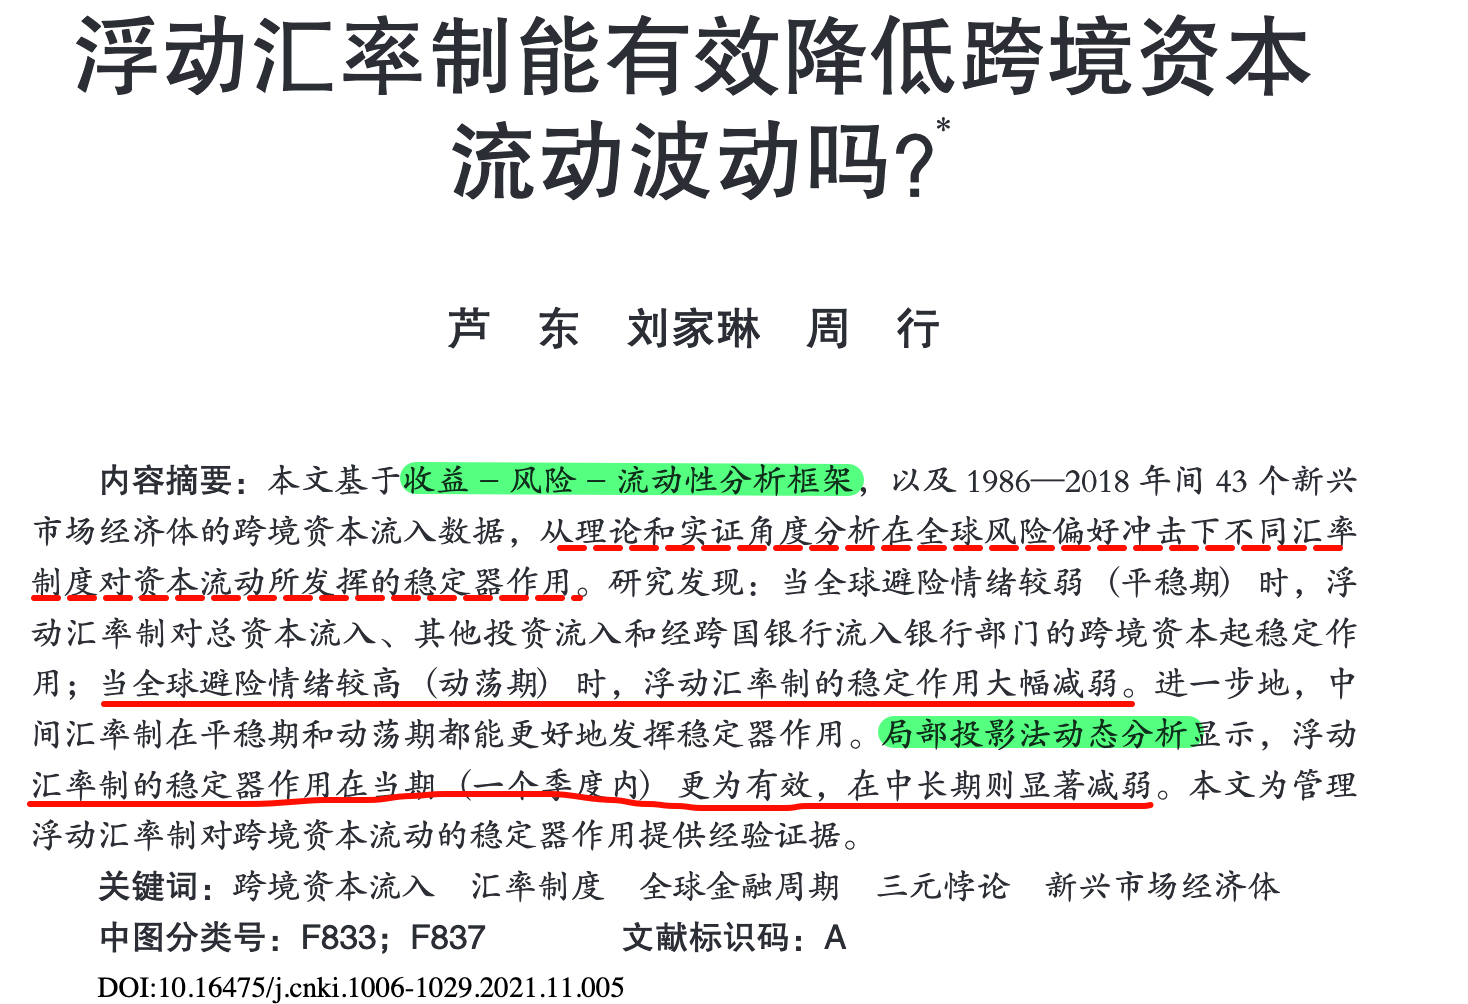 浮动汇率制能有效降低跨境资本
流动波动吗?*
芦 东 刘家琳 周 行
内容摘要：本文基于收益－风险－流动性分析框架，以及 1986—2018 年间 43 个新兴
市场经济体的跨境资本流入数据，从理论和实证角度分析在全球风险偏好冲击下不同汇率
制度对资本流动所发挥的稳定器作用。研究发现：当全球避险情绪较弱（平稳期）时，浮
动汇率制对总资本流入、其他投资流入和经跨国银行流入银行部门的跨境资本起稳定作
用；当全球避险情绪较高（动荡期）时，浮动汇率制的稳定作用大幅减弱。进一步地，中
间汇率制在平稳期和动荡期都能更好地发挥稳定器作用。局部投影法动态分析显示，浮动
汇率制的稳定器作用在当期（一个季度内）更为有效，在中长期则显著减弱。本文为管理
浮动汇率制对跨境资本流动的稳定器作用提供经验证据。
关键词：跨境资本流入 汇率制度 全球金融周期 三元悖论 新兴市场经济体
中图分类号：F833；F837 文献标识码：A
DOI:10.16475/j.cnki.1006-1029.2021.11.005